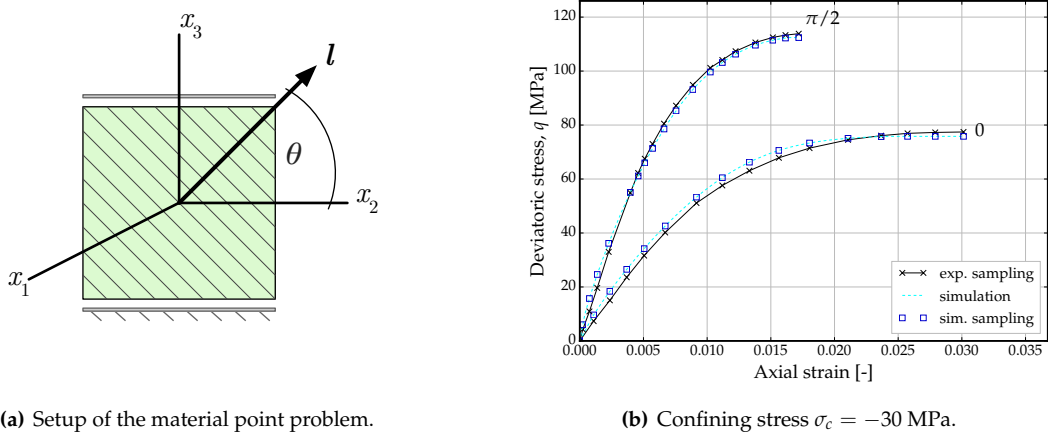 x₃
l
θ
x₂
x₁
Deviatoric stress, q [MPa]
120
100
80
60
40
20
0
0.000 0.005 0.010 0.015 0.020 0.025 0.030 0.035
Axial strain [-]
π/2
0
exp. sampling
simulation
sim. sampling
(a) Setup of the material point problem.
(b) Confining stress σc = −30 MPa.